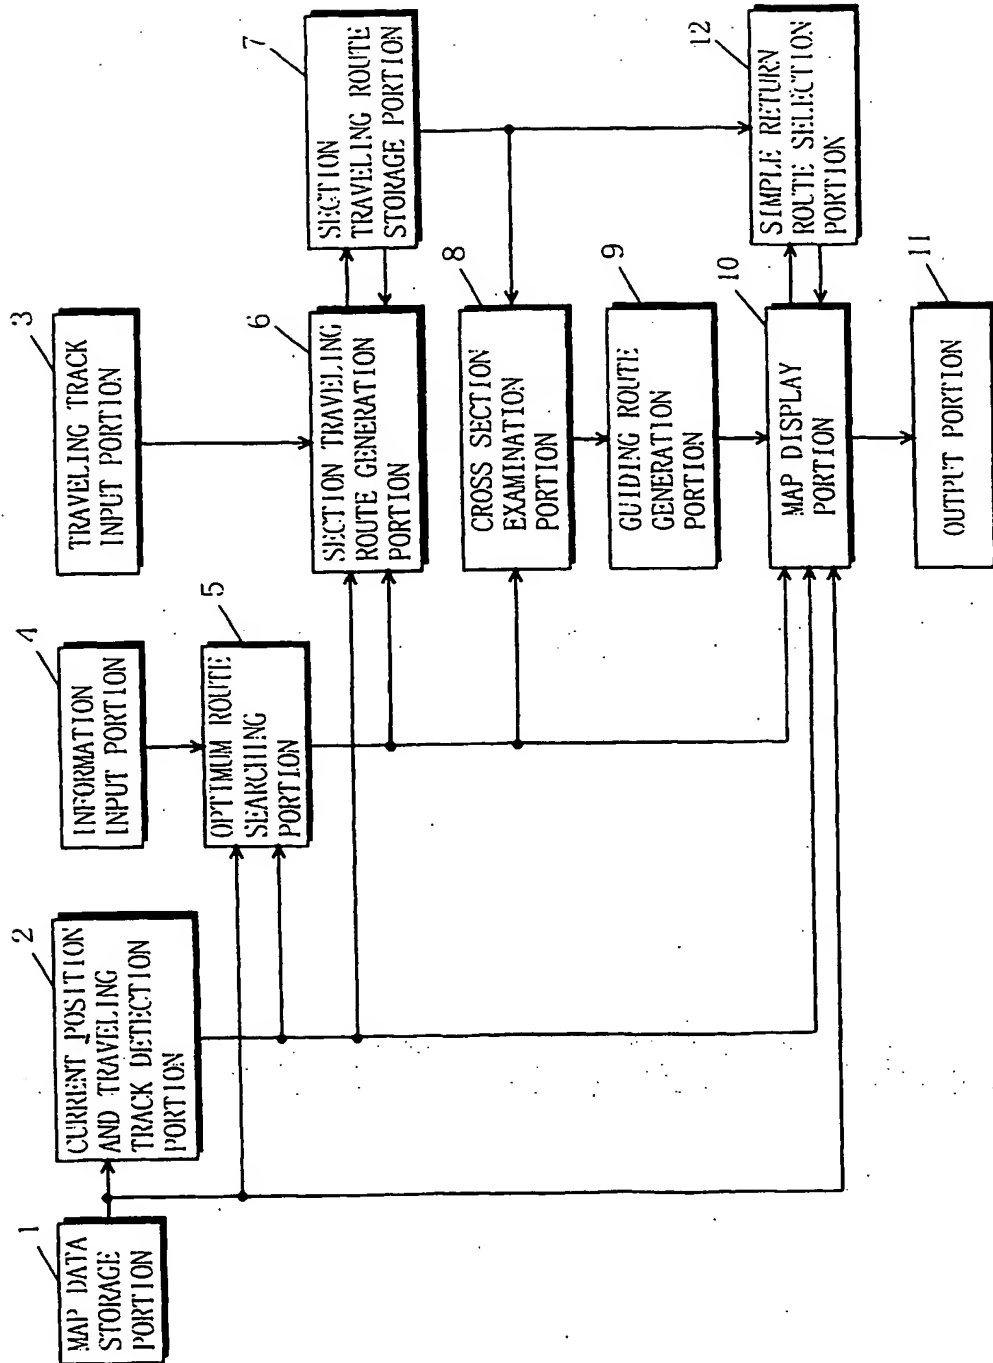 1
MAP DATA
STORAGE
PORTION
2
CURRENT POSITION
AND TRAVELING
TRACK DETECTION
PORTION
4
INFORMATION
INPUT PORTION
3
TRAVELING TRACK
INPUT PORTION
5
OPTIMUM ROUTE
SEARCHING
PORTION
6
SECTION TRAVELING
ROUTE GENERATION
PORTION
7
SECTION
TRAVELING ROUTE
STORAGE PORTION
8
CROSS SECTION
EXAMINATION
PORTION
9
GUIDING ROUTE
GENERATION
PORTION
10
MAP DISPLAY
PORTION
12
SIMPLE RETURN
ROUTE SELECTION
PORTION
11
OUTPUT PORTION